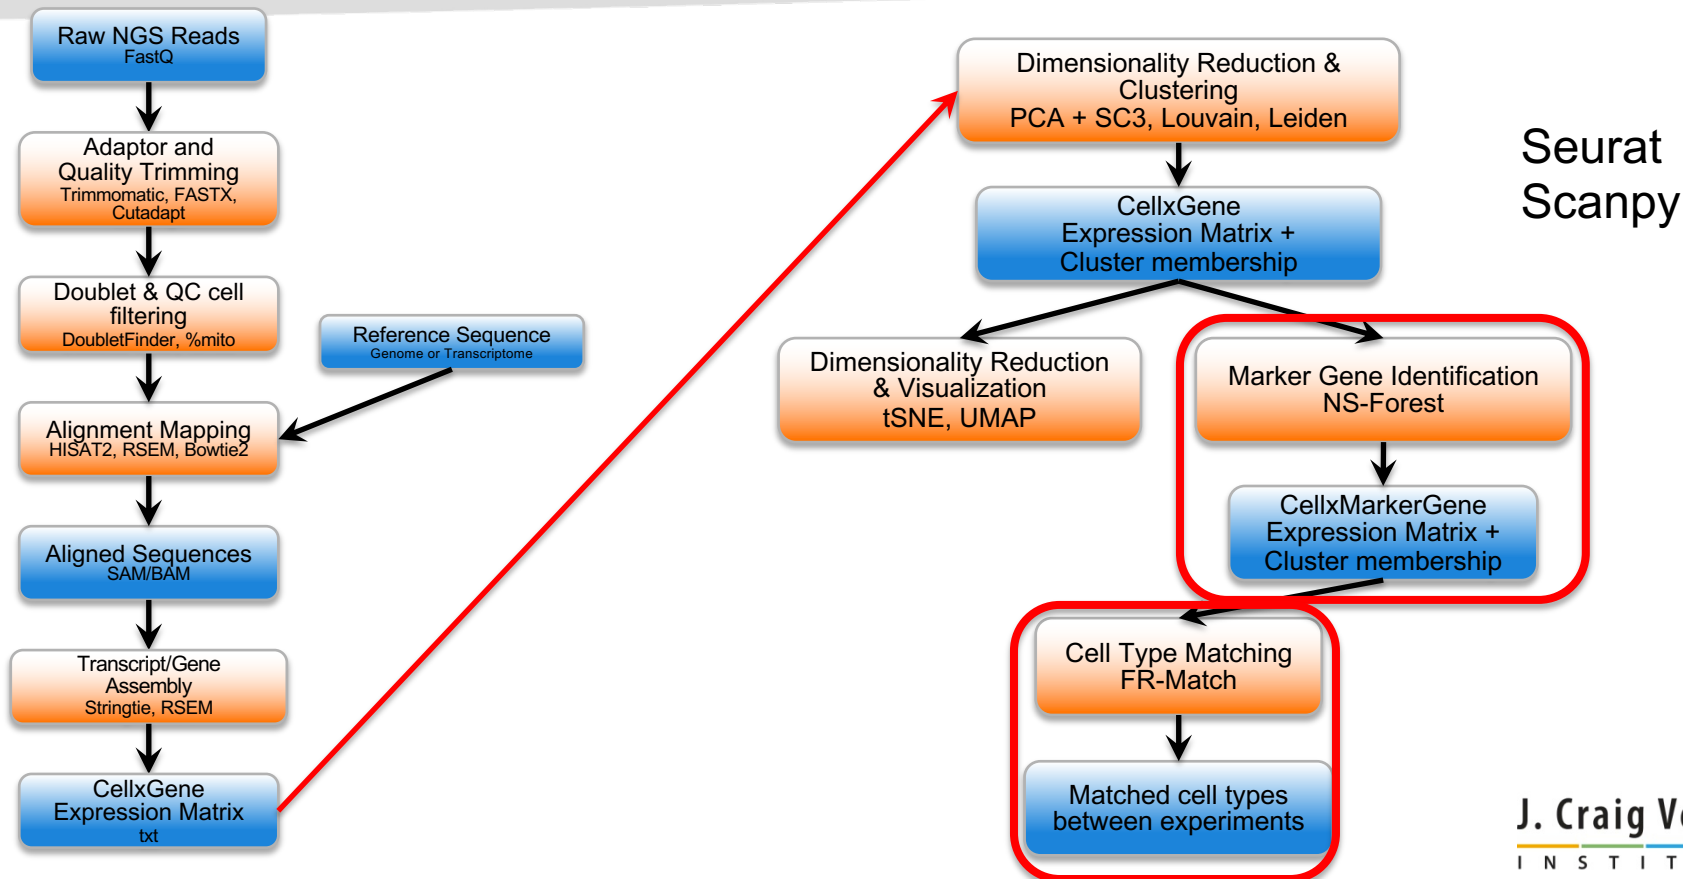 Raw NGS Reads
FastQ
Adaptor and
Quality Trimming
Trimmomatic, FASTX,
Cutadapt
Doublet & QC cell
filtering
DoubletFinder, %mito
Reference Sequence
Genome or Transcriptome
Alignment Mapping
HISAT2, RSEM, Bowtie2
Aligned Sequences
SAM/BAM
Transcript/Gene
Assembly
Stringtie, RSEM
CellxGene
Expression Matrix
txt
Dimensionality Reduction &
Clustering
PCA + SC3, Louvain, Leiden
Seurat
Scanpy
CellxGene
Expression Matrix +
Cluster membership
Dimensionality Reduction
& Visualization
tSNE, UMAP
Marker Gene Identification
NS-Forest
CellxMarkerGene
Expression Matrix +
Cluster membership
Cell Type Matching
FR-Match
Matched cell types
between experiments
J. Craig V
INSTIT